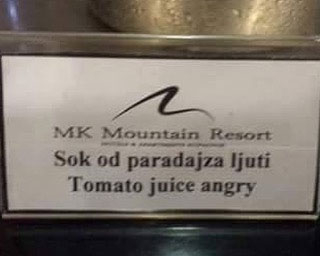 MK Mountain Resort
Sok od paradajza ljuti
Tomato juice angry